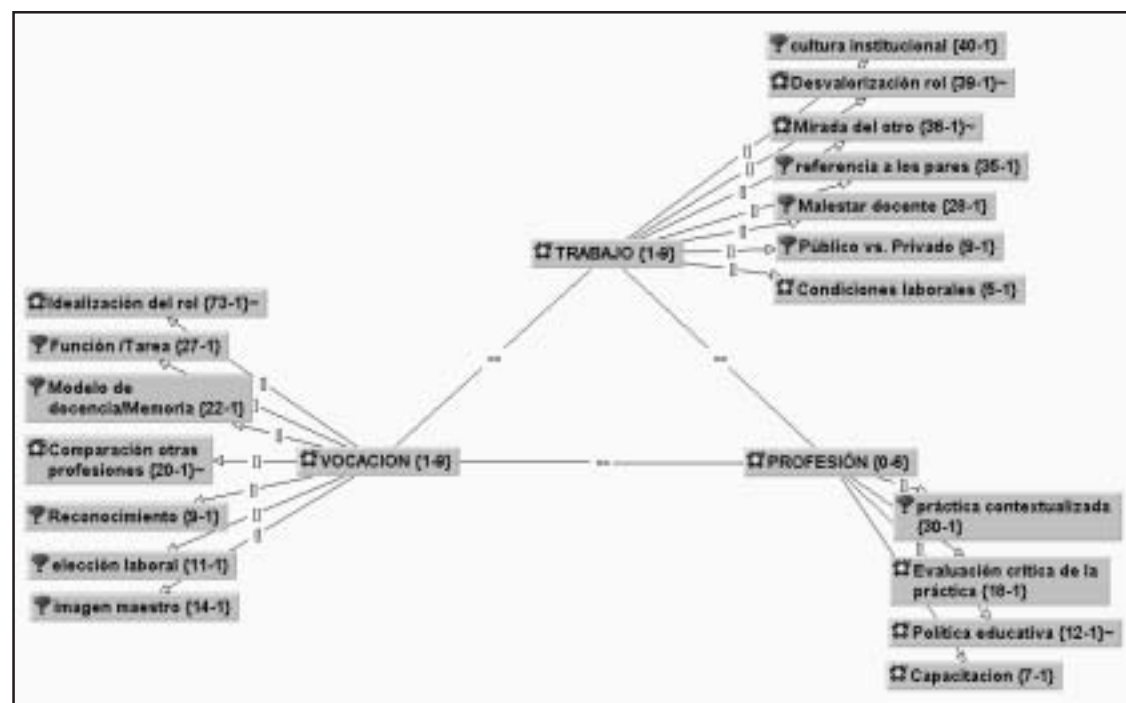 cultura institucional {40-1}
Desvalorización rol {39-1}~
Mirada del otro {36-1}~
referencia a los pares {35-1}
Malestar docente {28-1}
Público vs. Privado {9-1}
Condiciones laborales {5-1}
TRABAJO {1-9}
Idealización del rol {73-1}~
Función /Tarea {27-1}
Modelo de
docencia/Memoria {22-1}
Comparación otras
profesiones {20-1}~
Reconocimiento {9-1}
elección laboral {11-1}
imagen maestro {14-1}
VOCACION {1-9}
PROFESIÓN {0-6}
práctica contextualizada
{30-1}
Evaluación crítica de la
práctica {18-1}
Política educativa {12-1}~
Capacitacion {7-1}